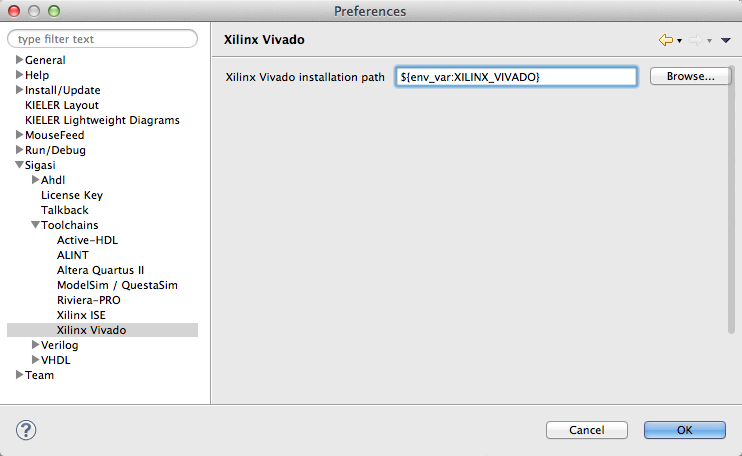 Preferences
type filter text
General
Help
Install/Update
KIELER Layout
KIELER Lightweight Diagrams
MouseFeed
Run/Debug
Sigasi
Ahdl
License Key
Talkback
Toolchains
Active-HDL
ALINT
Altera Quartus II
ModelSim / QuestaSim
Riviera-PRO
Xilinx ISE
Xilinx Vivado
Verilog
VHDL
Team
Xilinx Vivado
Xilinx Vivado installation path ${env_var:XILINX_VIVADO} Browse...
? Cancel OK